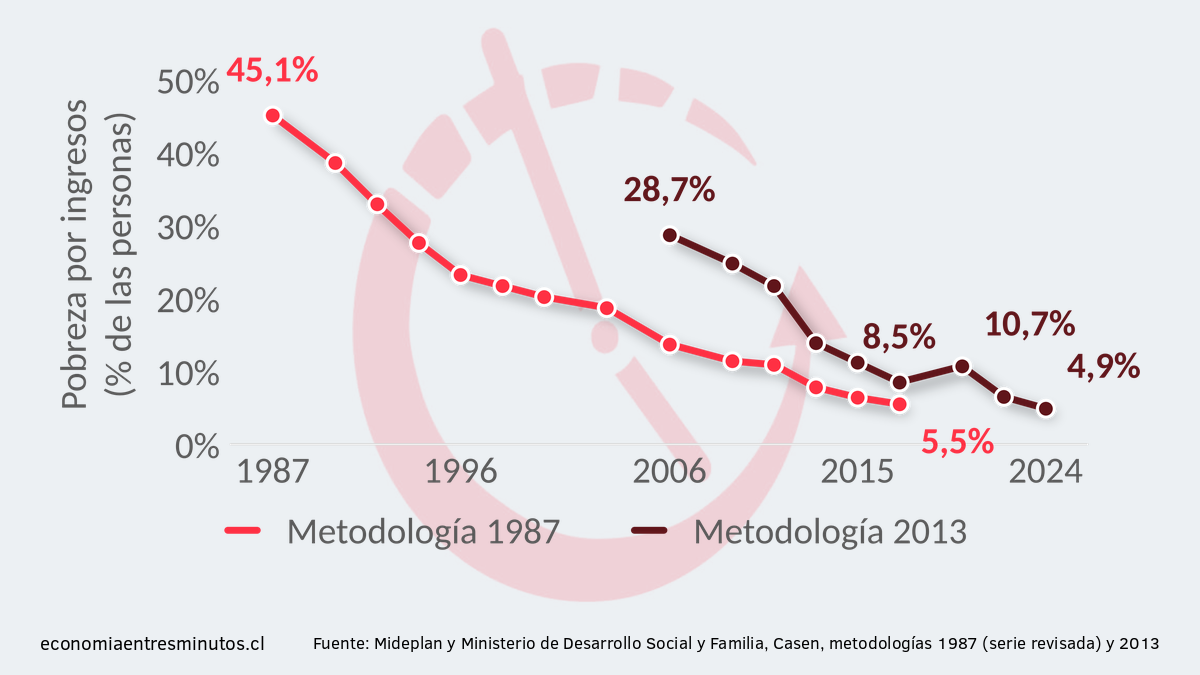 Pobreza por ingresos
(% de las personas)
50%
40%
30%
20%
10%
0%
45,1%
28,7%
8,5%
10,7%
4,9%
5,5%
1987
1996
2006
2015
2024
Metodología 1987
Metodología 2013
economiaentresminutos.cl
Fuente: Mideplan y Ministerio de Desarrollo Social y Familia, Casen, metodologías 1987 (serie revisada) y 2013